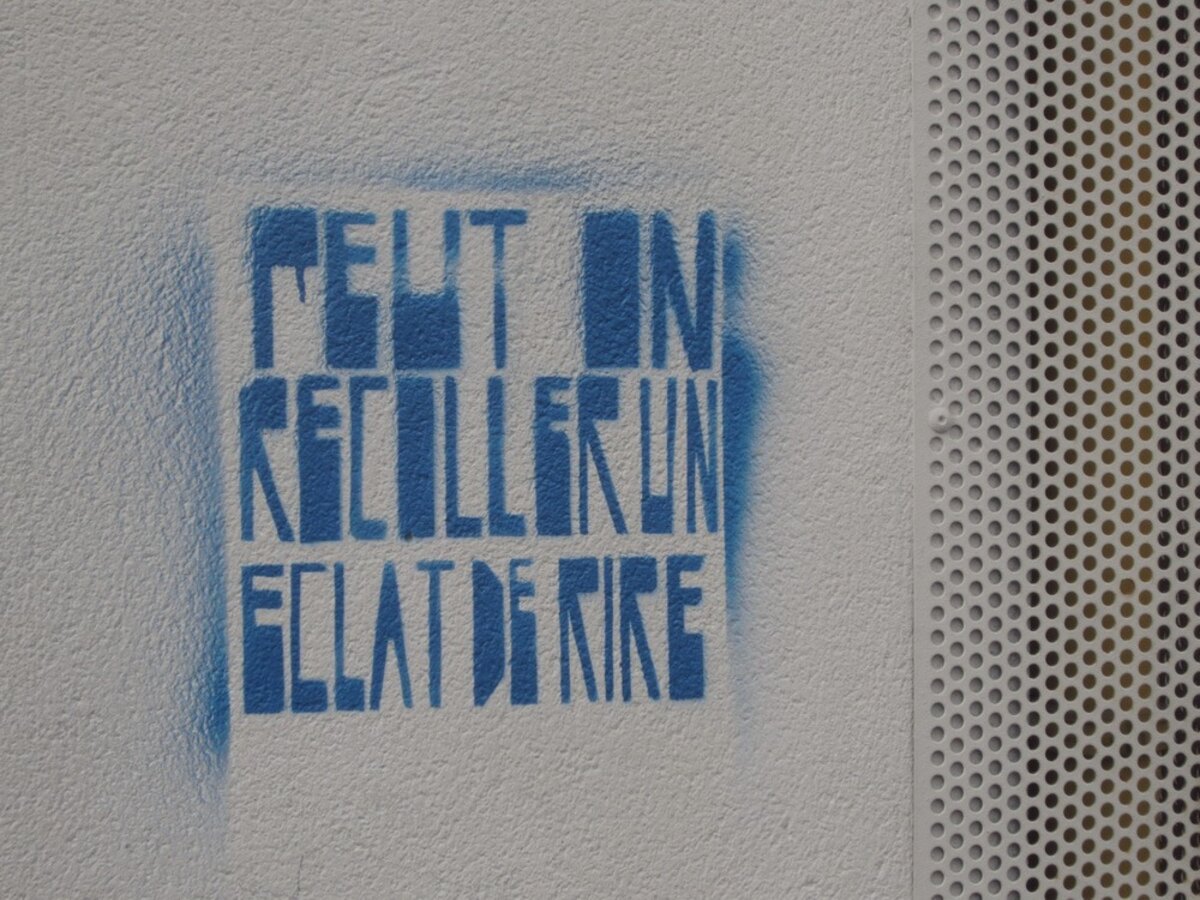 PEUT ON
RECOLLER UN
ECLAT DE RIRE